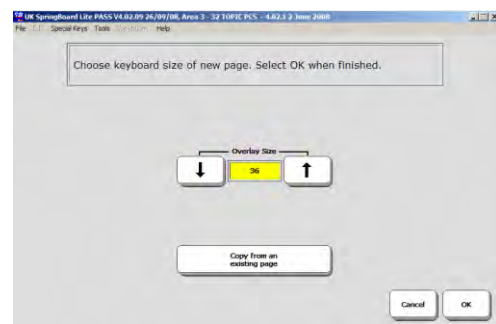 UK SpringBoard Lite PASS V4.02.09 26/09/08, Area 3 - 32 TOPIC PCS - 4.02.1 2 June 2008
File Edit Special Keys Tools Help
Choose keyboard size of new page. Select OK when finished.
Overlay Size
36
Copy from an
existing page
Cancel OK